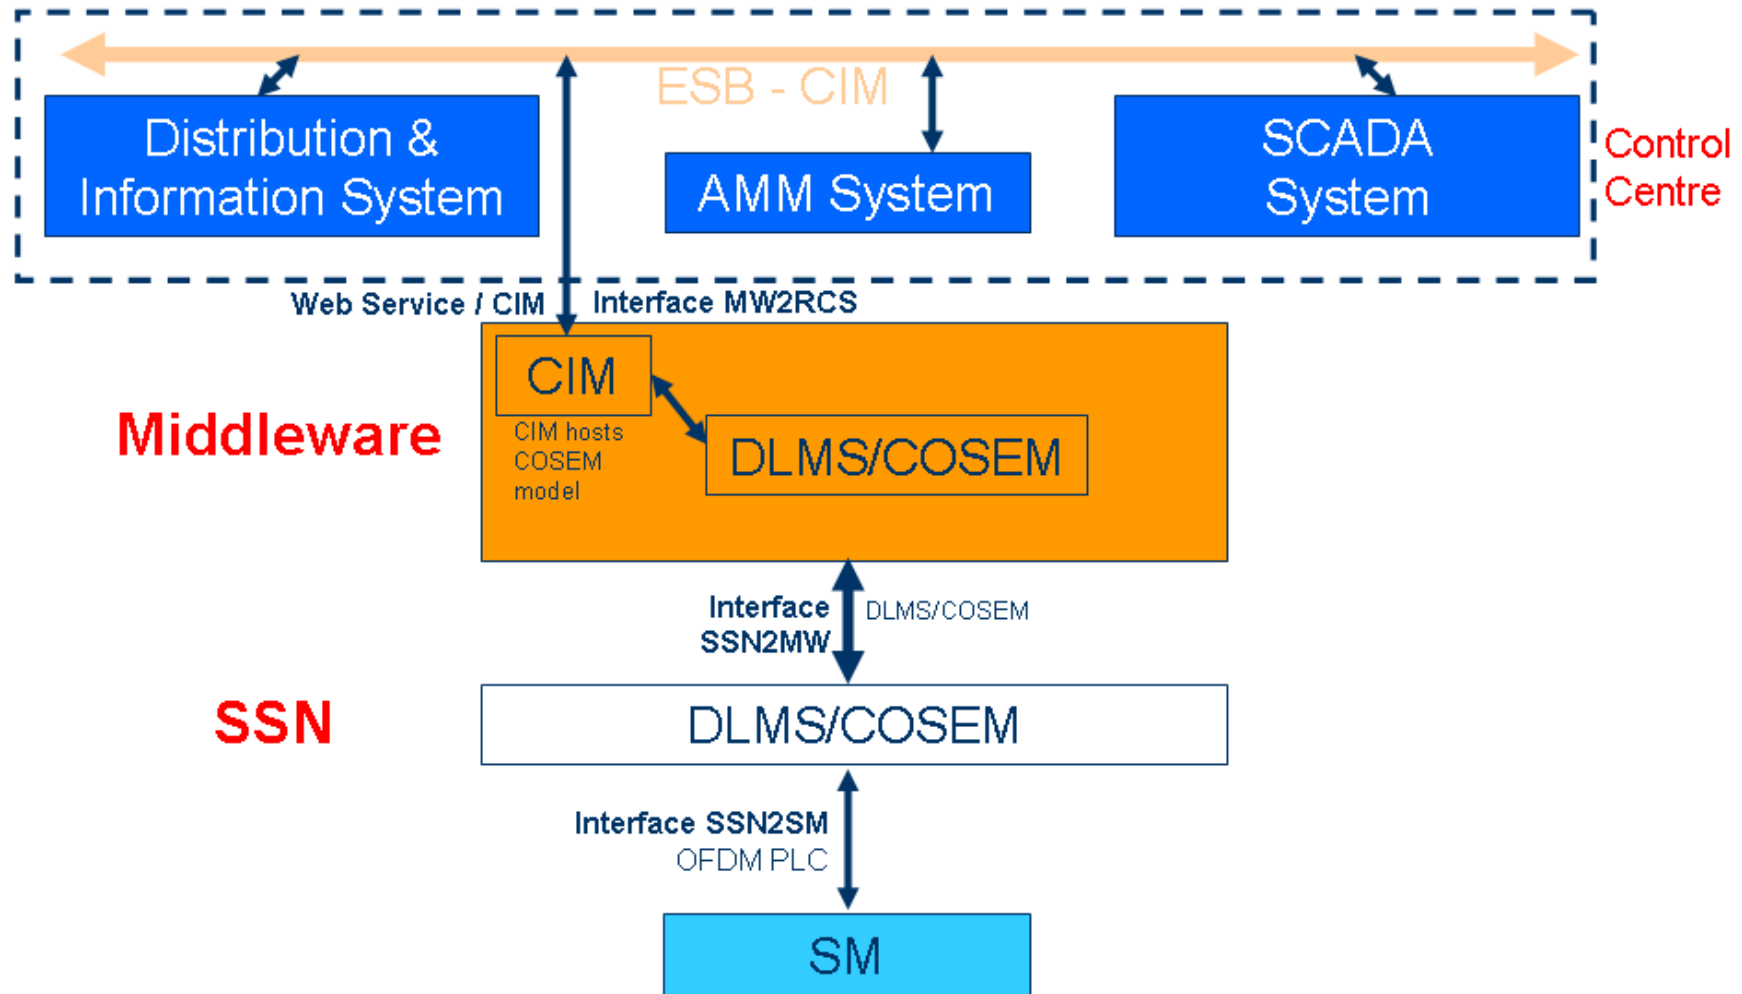 ESB - CIM
Distribution &
Information System
AMM System
SCADA
System
Control
Centre
Web Service / CIM
Interface MW2RCS
CIM
CIM hosts
COSEM
model
DLMS/COSEM
Middleware
Interface
SSN2MW
DLMS/COSEM
SSN
DLMS/COSEM
Interface SSN2SM
OFDM PLC
SM